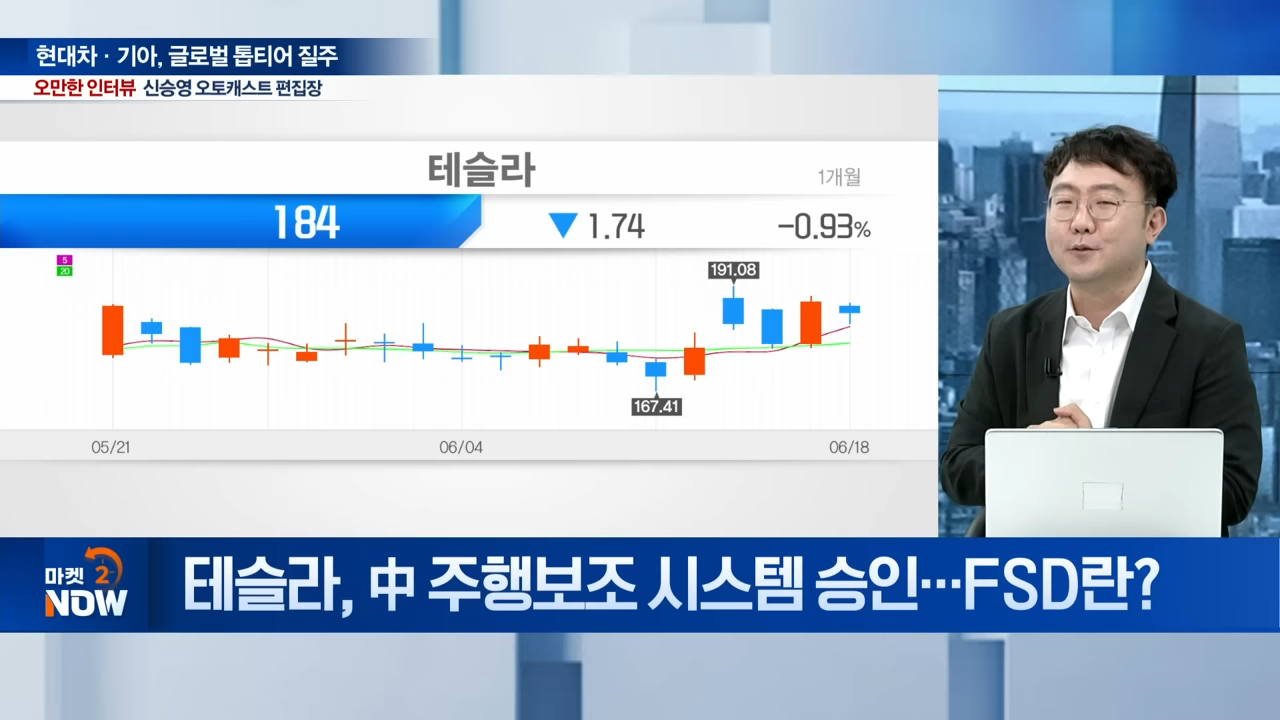 현대차 · 기아, 글로벌 톱티어 질주
오만한 인터뷰 신승영 오토캐스트 편집장
테슬라
1개월
184 ▼ 1.74 -0.93%
5
20
191.08
167.41
05/21 06/04 06/18
마켓 2
NOW
테슬라, 中 주행보조 시스템 승인…FSD란?